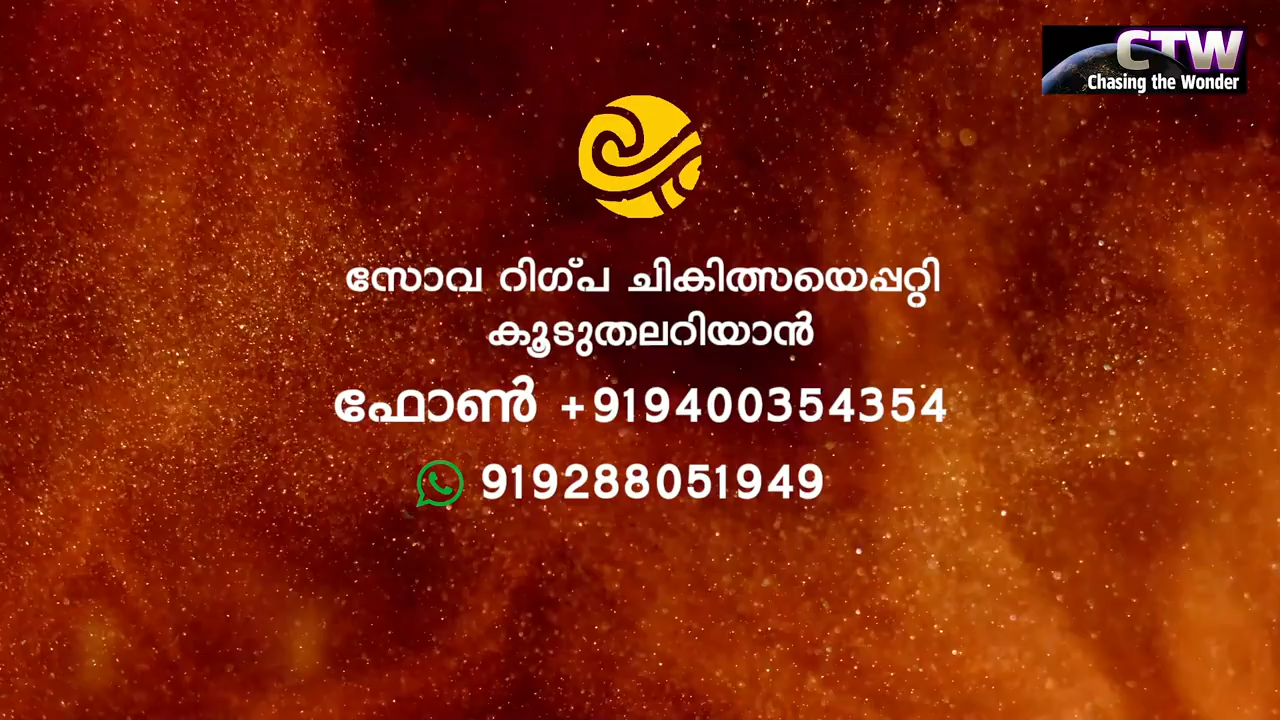 CTW
Chasing the Wonder
സോവ റിഗ്പ ചികിത്സയെപ്പറ്റി
കൂടുതലറിയാൻ
ഫോൺ +919400354354
919288051949